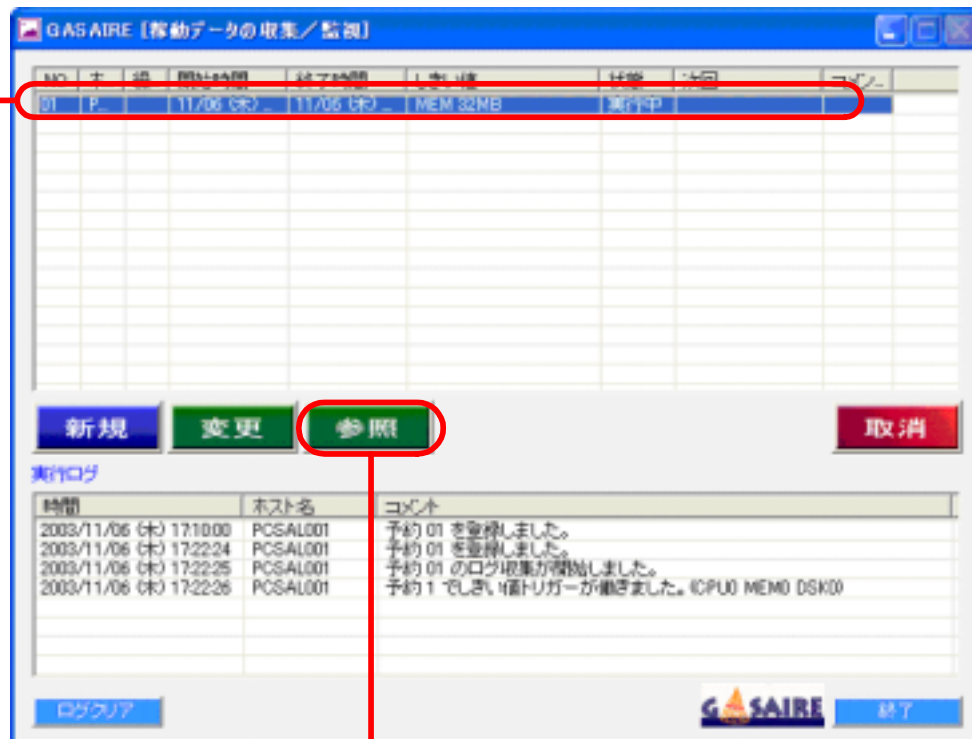 GASAIRE [稼動データの収集／監視]
NO ホ... 繰... 開始時間 終了時間 しきい値 状態 次回 コメン...
01 P... 11/06 (木) ... 11/06 (木) ... MEM 32MB 実行中
新規 変更 参照 取消
実行ログ
時間 ホスト名 コメント
2003/11/06 (木) 17:10:00 PCSAL001 予約 01 を登録しました。
2003/11/06 (木) 17:22:24 PCSAL001 予約 01 を登録しました。
2003/11/06 (木) 17:22:25 PCSAL001 予約 01 のログ収集が開始しました。
2003/11/06 (木) 17:22:26 PCSAL001 予約 1 でしきい値トリガーが働きました。(CPU0 MEM0 DSK0)
ログクリア GASAIRE 終了